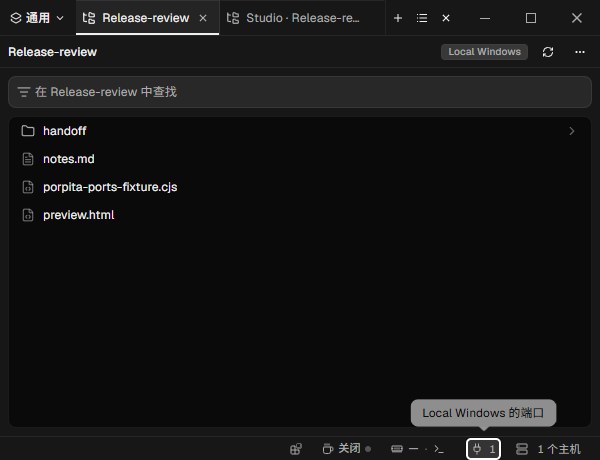 通用
Release-review
Studio · Release-re...
Release-review
Local Windows
在 Release-review 中查找
handoff
notes.md
porpita-ports-fixture.cjs
preview.html
Local Windows 的端口
关闭
1
1 个主机